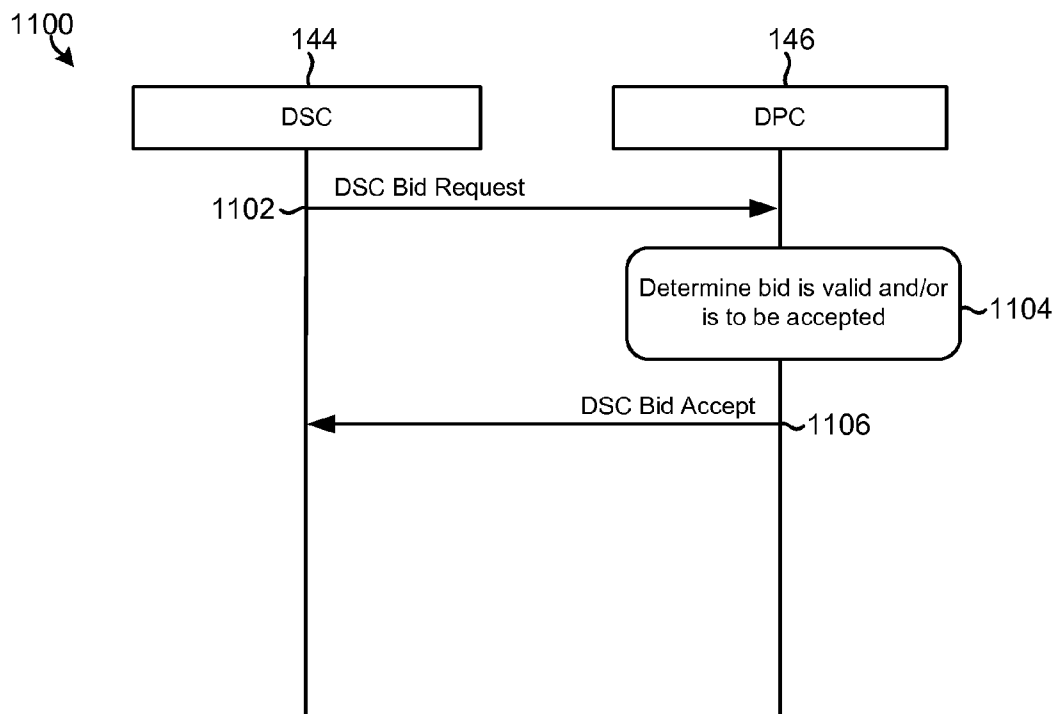 1100
144
146
DSC
DPC
DSC Bid Request
1102
Determine bid is valid and/or
is to be accepted
1104
DSC Bid Accept
1106